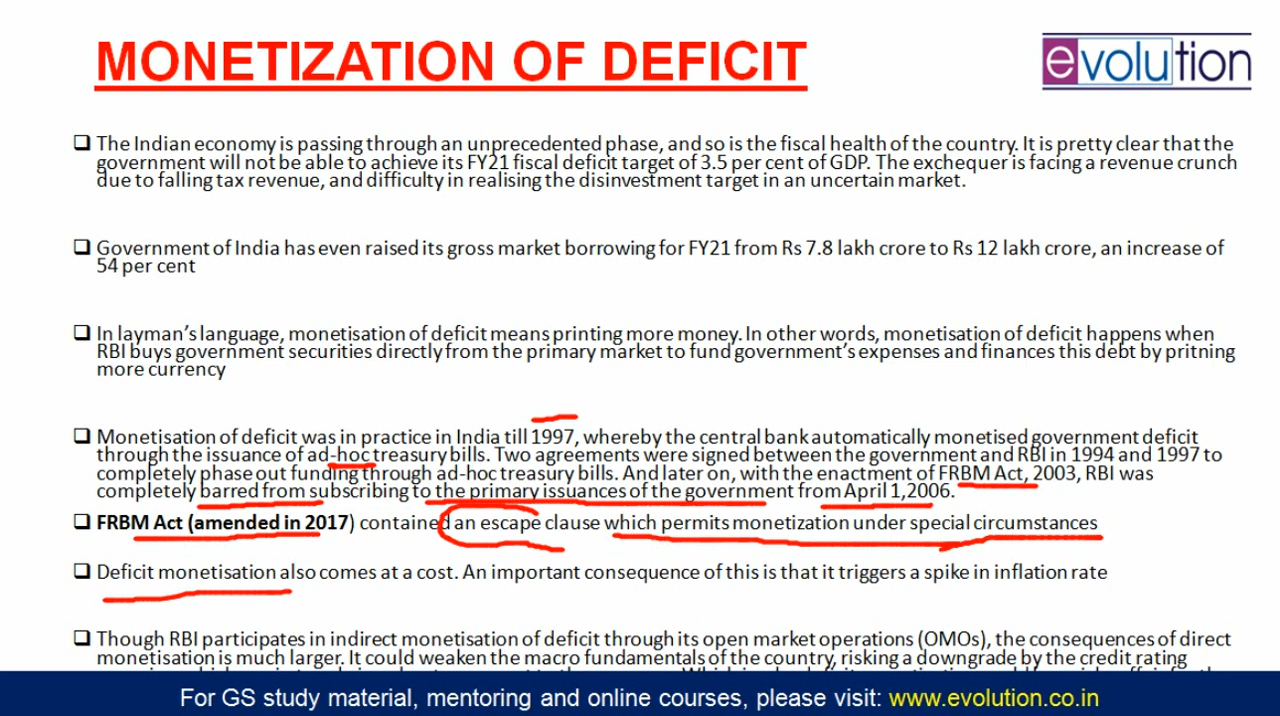 MONETIZATION OF DEFICIT
evolution
The Indian economy is passing through an unprecedented phase, and so is the fiscal health of the country. It is pretty clear that the
government will not be able to achieve its FY21 fiscal deficit target of 3.5 per cent of GDP. The exchequer is facing a revenue crunch
due to falling tax revenue, and difficulty in realising the disinvestment target in an uncertain market.
Government of India has even raised its gross market borrowing for FY21 from Rs 7.8 lakh crore to Rs 12 lakh crore, an increase of
54 per cent
In layman's language, monetisation of deficit means printing more money. In other words, monetisation of deficit happens when
RBI buys government securities directly from the primary market to fund government's expenses and finances this debt by pritning
more currency
Monetisation of deficit was in practice in India till 1997, whereby the central bank automatically monetised government deficit
through the issuance of ad-hoc treasury bills. Two agreements were signed between the government and RBI in 1994 and 1997 to
completely phase out funding through ad-hoc treasury bills. And later on, with the enactment of FRBM Act, 2003, RBI was
completely barred from subscribing to the primary issuances of the government from April 1,2006.
FRBM Act (amended in 2017) contained an escape clause which permits monetization under special circumstances
Deficit monetisation also comes at a cost. An important consequence of this is that it triggers a spike in inflation rate
Though RBI participates in indirect monetisation of deficit through its open market operations (OMOs), the consequences of direct
monetisation is much larger. It could weaken the macro fundamentals of the country, risking a downgrade by the credit rating
For GS study material, mentoring and online courses, please visit: www.evolution.co.in